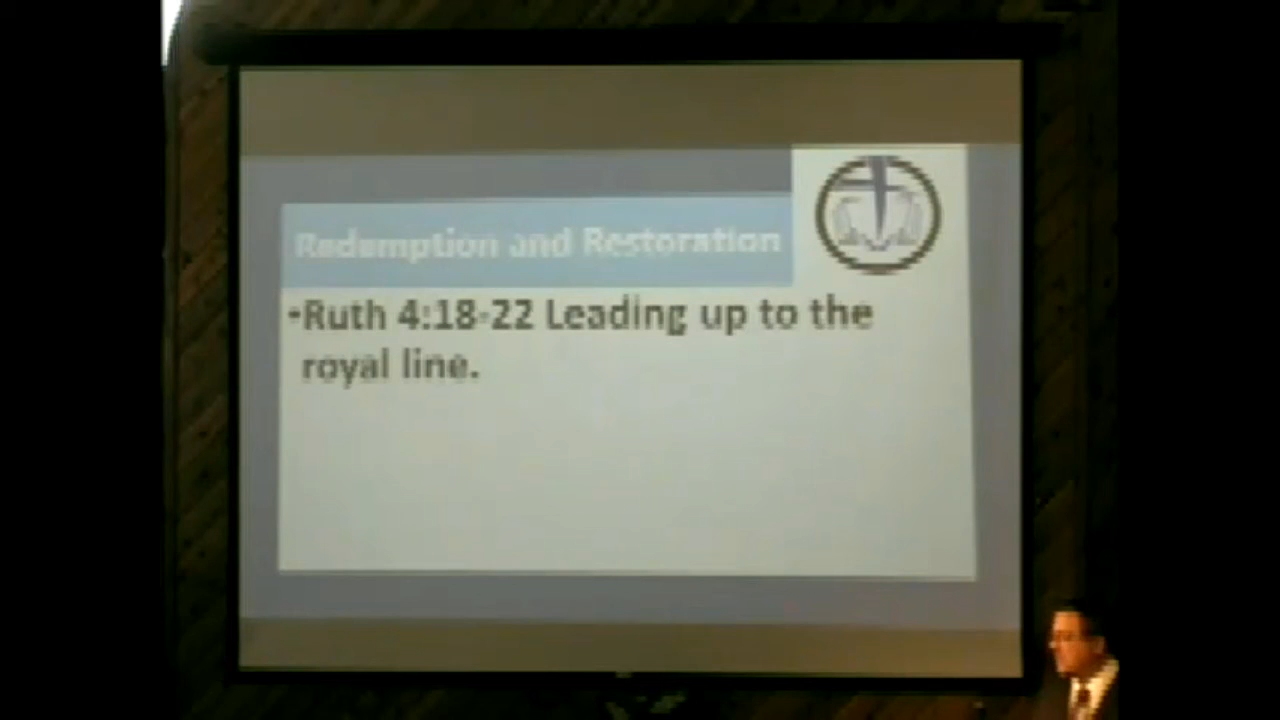 Redemption and Restoration
•Ruth 4:18-22 Leading up to the
royal line.